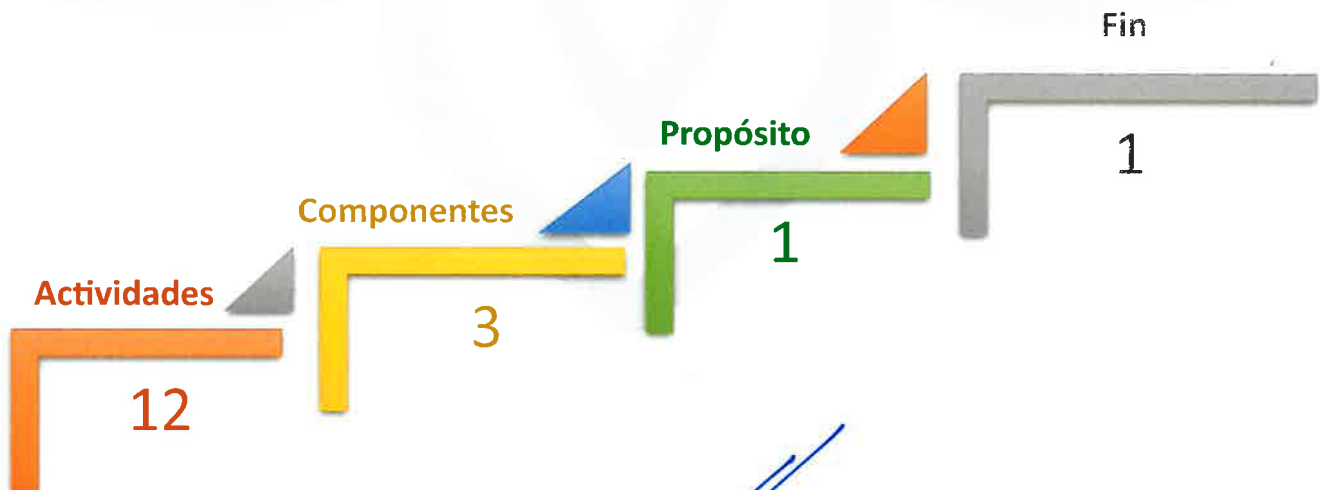 Fin
1
Propósito
1
Componentes
3
Actividades
12